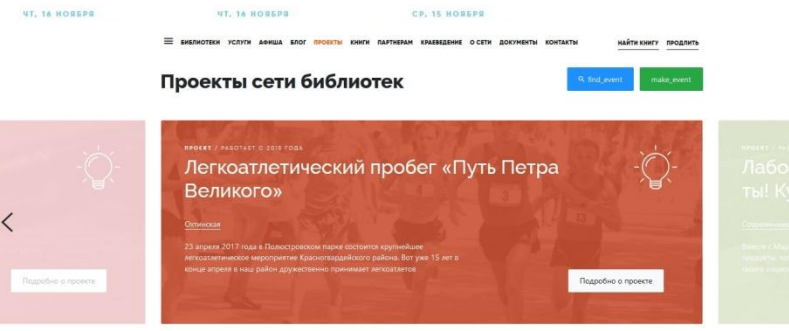 ЧТ, 16 НОЯБРЯ ЧТ, 16 НОЯБРЯ СР, 15 НОЯБРЯ
БИБЛИОТЕКИ УСЛУГИ АФИША БЛОГ ПРОЕКТЫ КНИГИ ПАРТНЕРАМ КРАЕВЕДЕНИЕ О СЕТИ ДОКУМЕНТЫ КОНТАКТЫ НАЙТИ КНИГУ ПРОДЛИТЬ
Проекты сети библиотек
find_event make_event
ПРОЕКТ / РАБОТАЕТ С 2015 ГОДА
Легкоатлетический пробег «Путь Петра
Великого»
Охтинская
23 апреля 2017 года в Полюстровском парке состоится крупнейшее
легкоатлетическое мероприятие Красногвардейского района. Вот уже 15 лет в
конце апреля в наш район дружественно принимает легкоатлетов
Подробно о проекте
Подробно о проекте
ПРОЕКТ
Лабо
ты! Ку